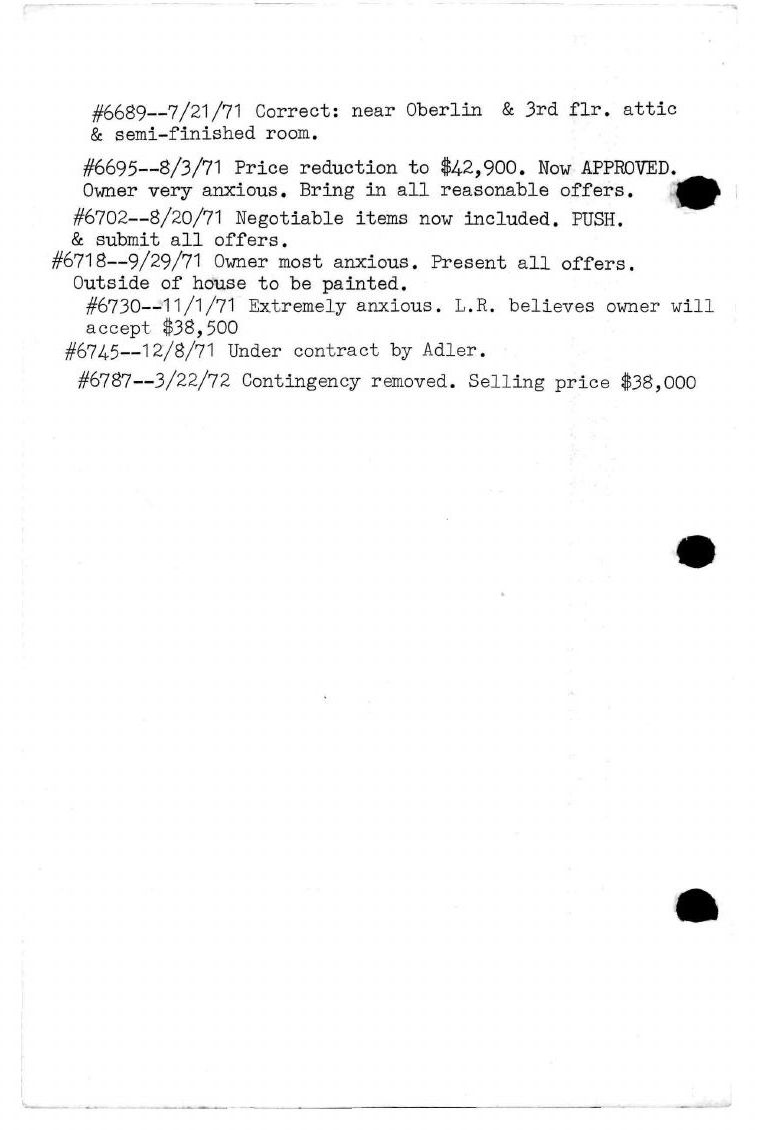 #6689--7/21/71 Correct: near Oberlin & 3rd flr. attic
& semi-finished room.
#6695--8/3/71 Price reduction to $42,900. Now APPROVED.
Owner very anxious. Bring in all reasonable offers.
#6702--8/20/71 Negotiable items now included. PUSH.
& submit all offers.
#6718--9/29/71 Owner most anxious. Present all offers.
Outside of house to be painted.
#6730--11/1/71 Extremely anxious. L.R. believes owner will
accept $38,500
#6745--12/8/71 Under contract by Adler.
#6787--3/22/72 Contingency removed. Selling price $38,000